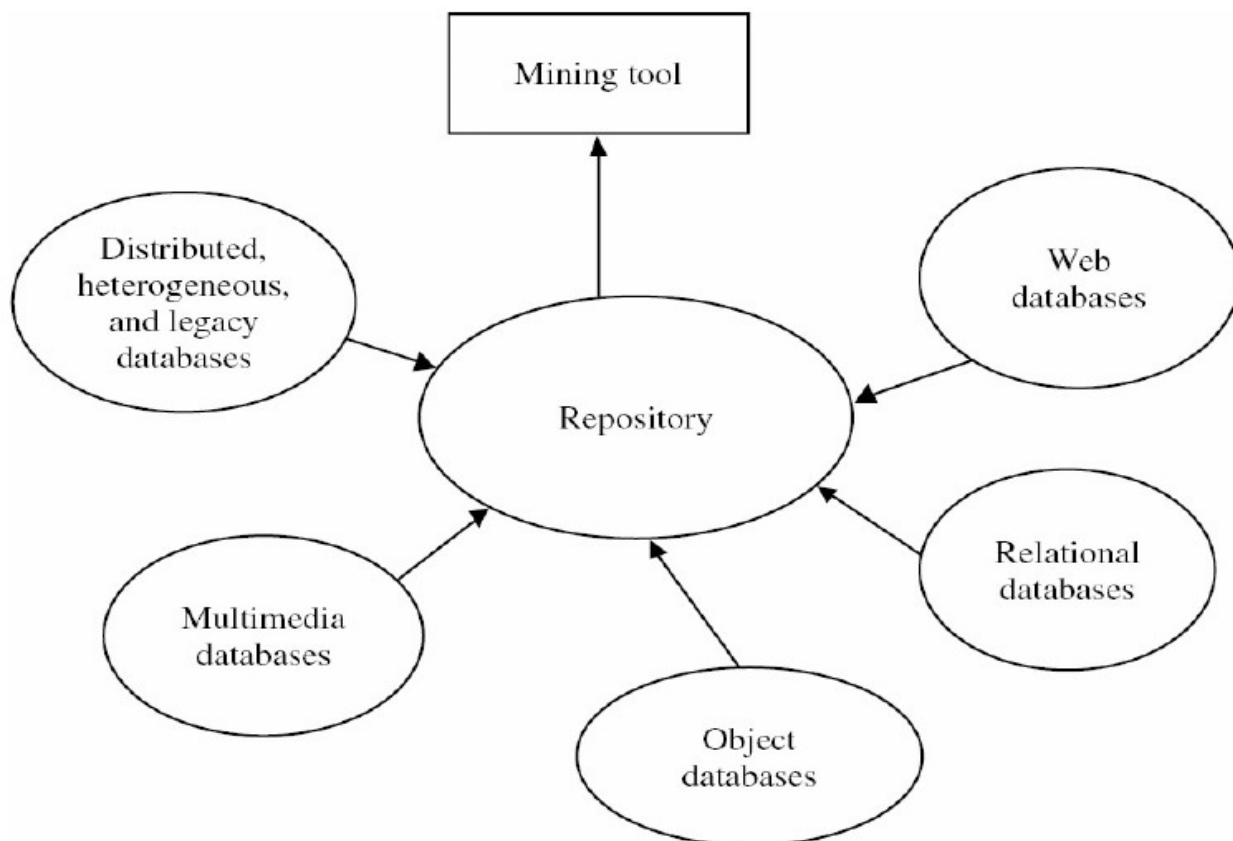 Mining tool
Distributed,
heterogeneous,
and legacy
databases
Web
databases
Repository
Relational
databases
Multimedia
databases
Object
databases